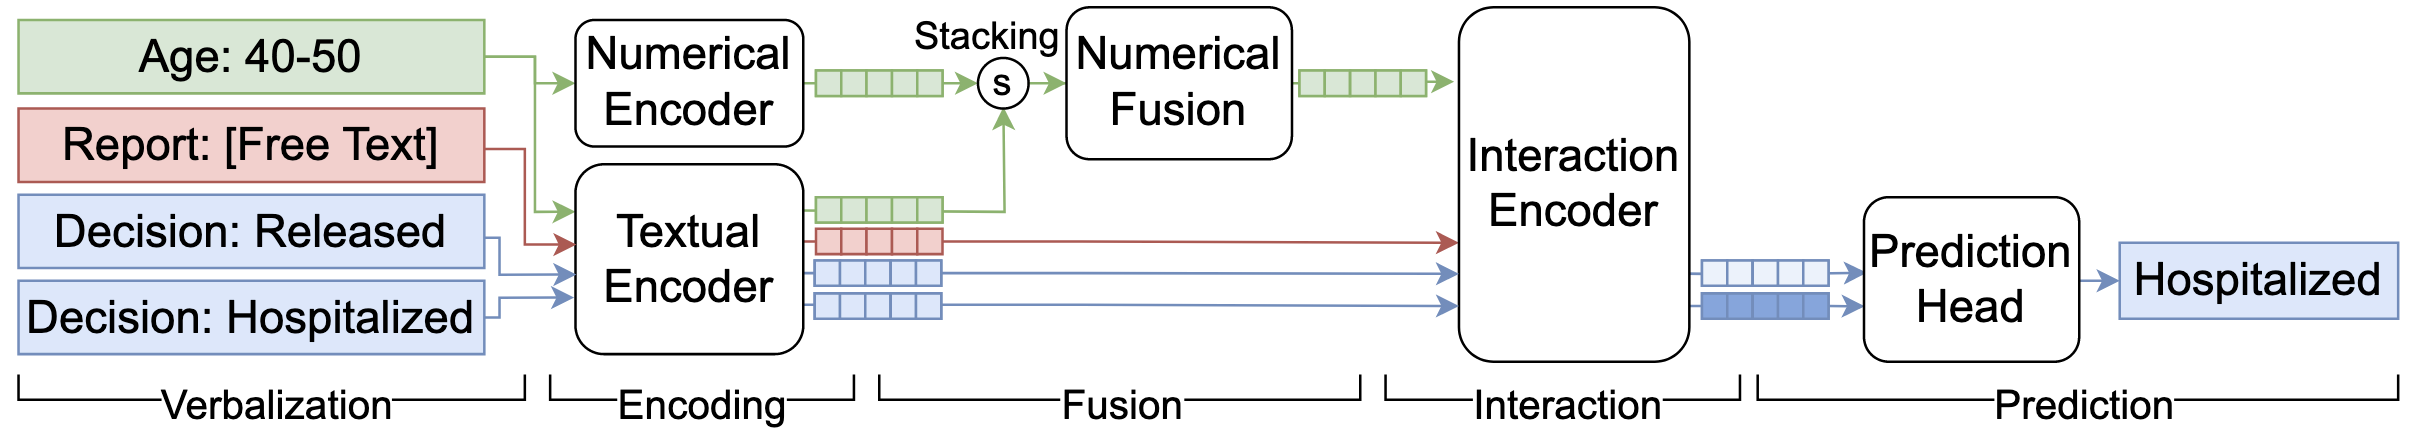 Age: 40-50
Report: [Free Text]
Decision: Released
Decision: Hospitalized
Numerical
Encoder
Textual
Encoder
Stacking
s
Numerical
Fusion
Interaction
Encoder
Prediction
Head
Hospitalized
Verbalization
Encoding
Fusion
Interaction
Prediction